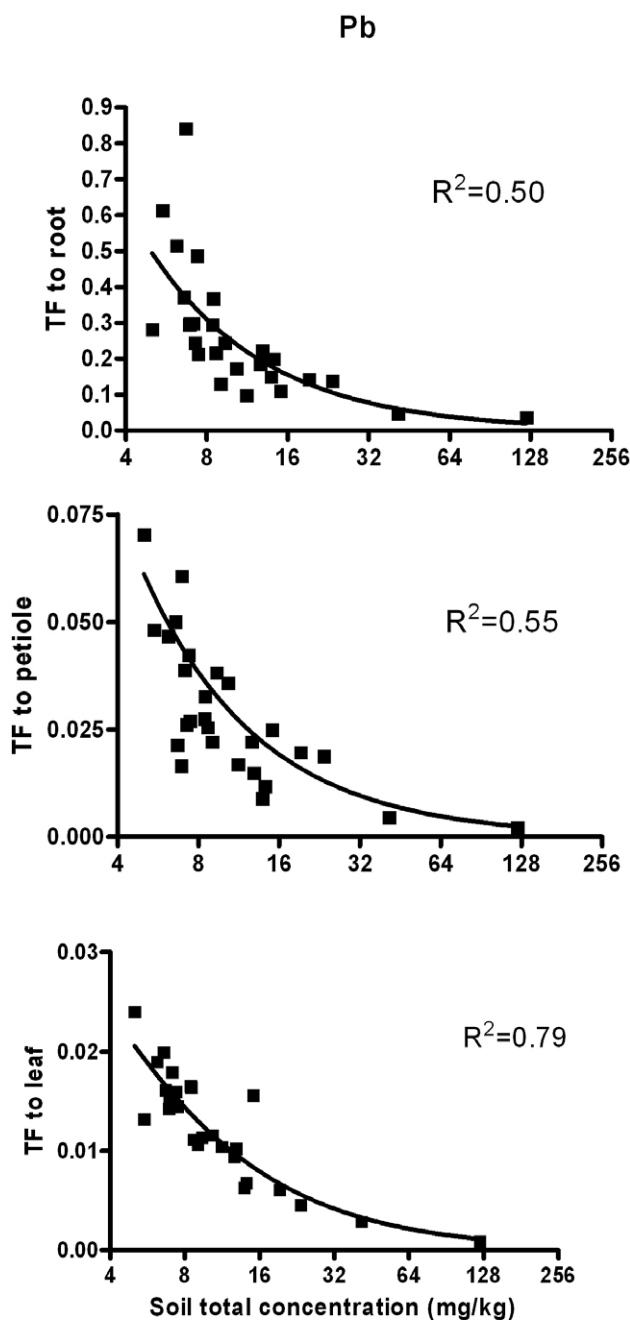 Pb
0.9
0.8
0.7
0.6
0.5
0.4
0.3
0.2
0.1
0.0
TF to root
R²=0.50
4 8 16 32 64 128 256
0.075
0.050
0.025
0.000
TF to petiole
R²=0.55
4 8 16 32 64 128 256
0.03
0.02
0.01
0.00
TF to leaf
R²=0.79
4 8 16 32 64 128 256
Soil total concentration (mg/kg)